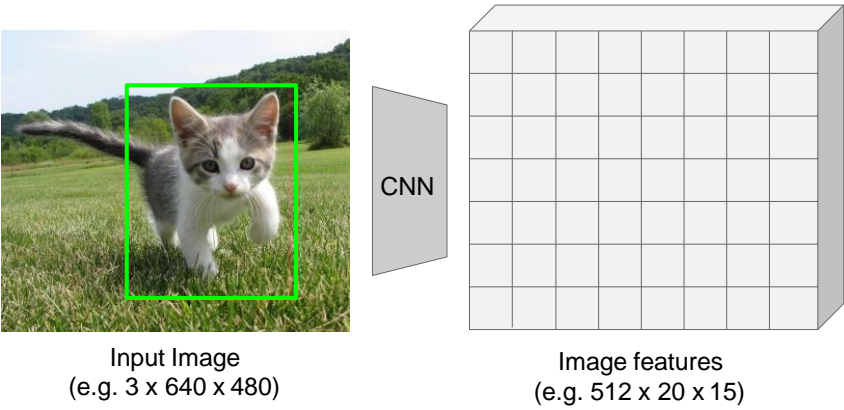 CNN
Input Image
(e.g. 3 x 640 x 480)
Image features
(e.g. 512 x 20 x 15)